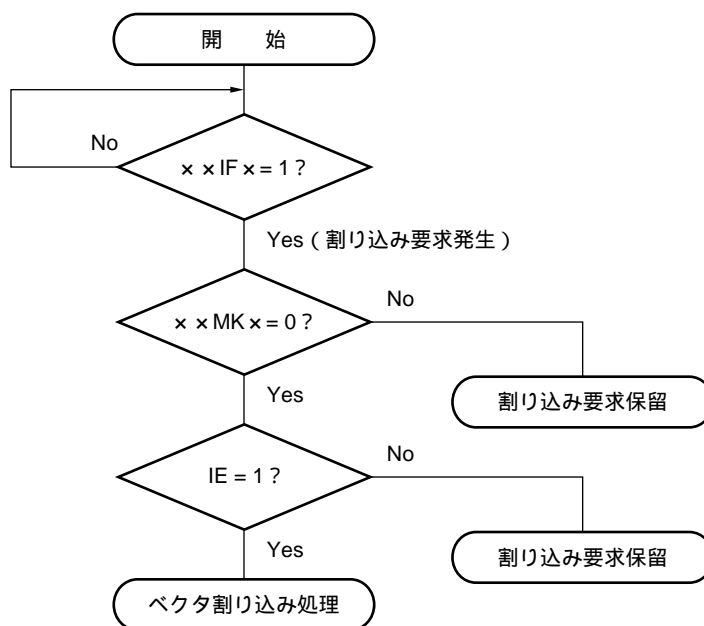 開　始
No
××IF×=1?
Yes(割り込み要求発生)
No
××MK×=0?
Yes
割り込み要求保留
No
IE=1?
Yes
割り込み要求保留
ベクタ割り込み処理